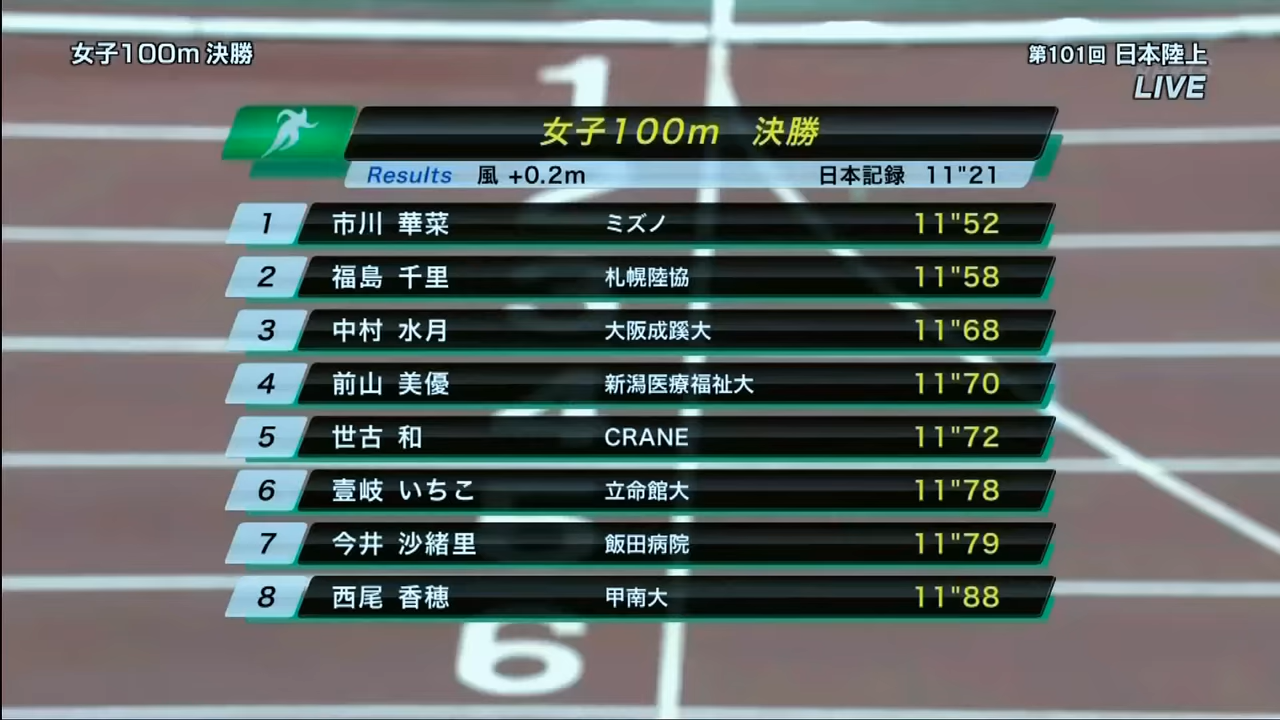 女子100m 決勝
第101回 日本陸上
LIVE
1
女子100m 決勝
Results 風 +0.2m 日本記録 11"21
1 市川 華菜 ミズノ 11"52
2 福島 千里 札幌陸協 11"58
3 中村 水月 大阪成蹊大 11"68
4 前山 美優 新潟医療福祉大 11"70
5 世古 和 CRANE 11"72
6 壹岐 いちこ 立命館大 11"78
7 今井 沙緒里 飯田病院 11"79
8 西尾 香穂 甲南大 11"88
6